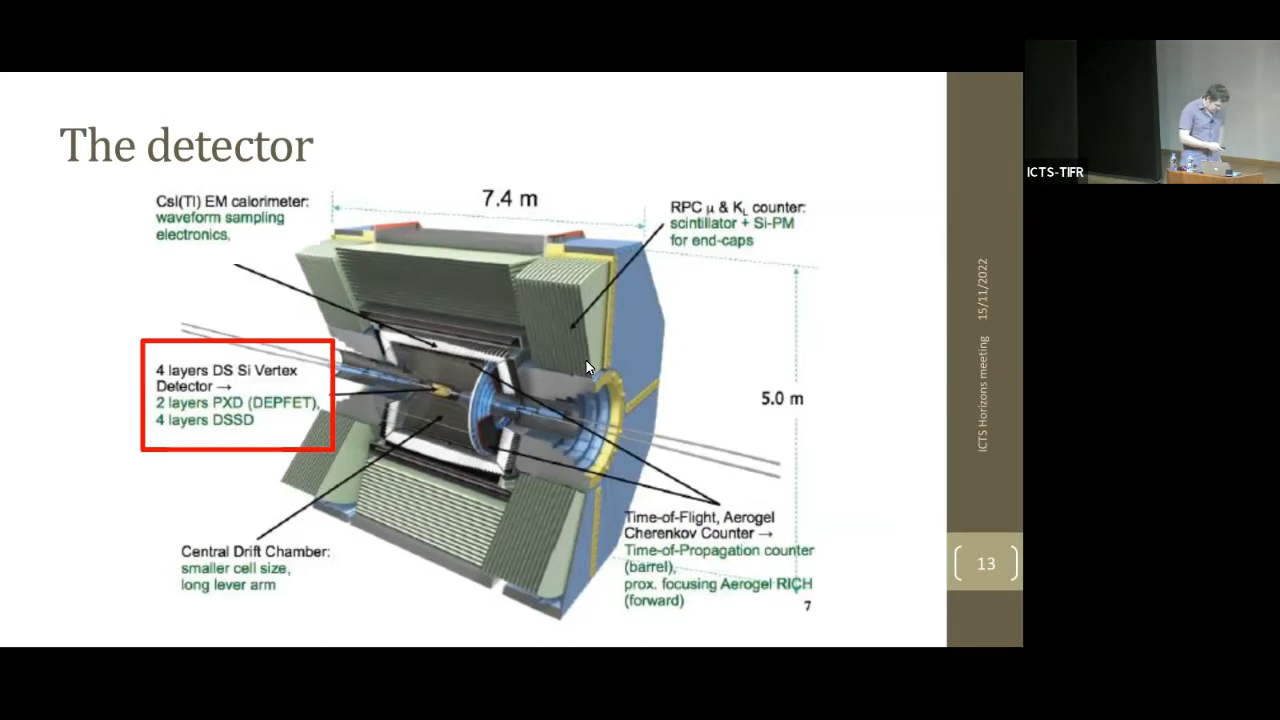 The detector
CsI(Tl) EM calorimeter:
waveform sampling
electronics,
7.4 m
RPC μ & KL counter:
scintillator + Si-PM
for end-caps
4 layers DS Si Vertex
Detector →
2 layers PXD (DEPFET),
4 layers DSSD
5.0 m
Central Drift Chamber:
smaller cell size,
long lever arm
Time-of-Flight, Aerogel
Cherenkov Counter →
Time-of-Propagation counter
(barrel),
prox. focusing Aerogel RICH
(forward)
7
ICTS Horizons meeting 15/11/2022
13
ICTS-TIFR